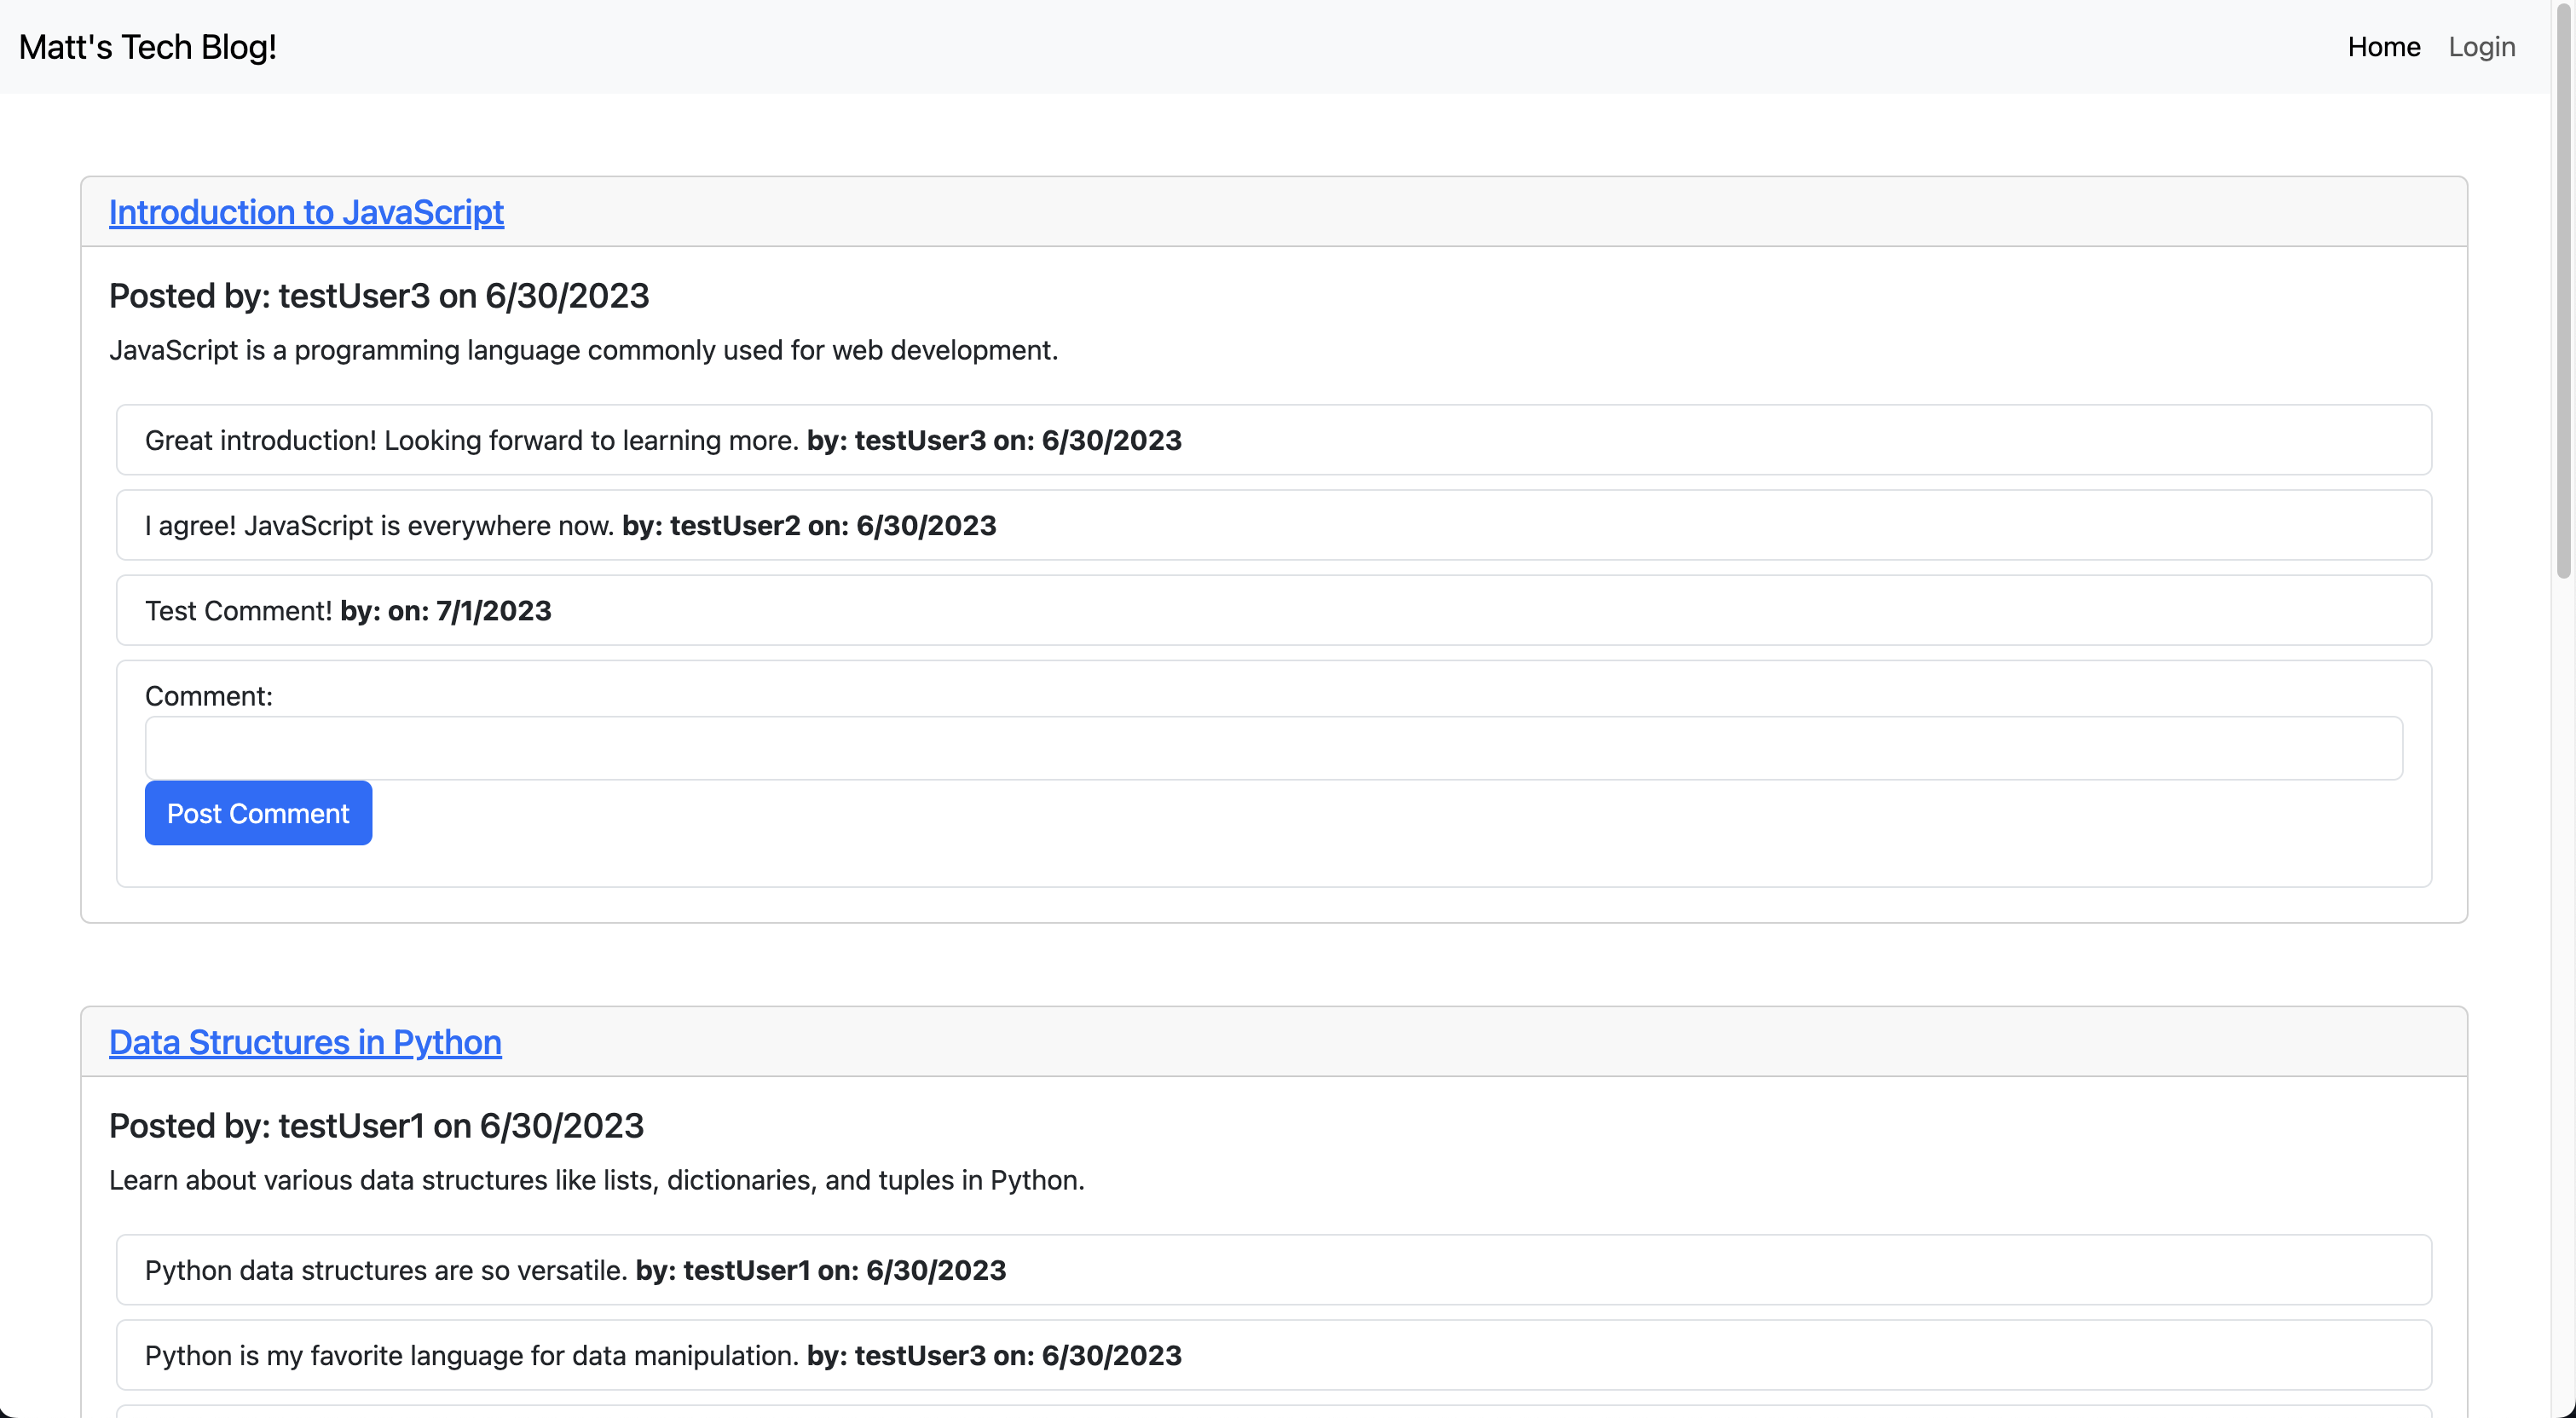 Matt's Tech Blog!
Home Login
Introduction to JavaScript
Posted by: testUser3 on 6/30/2023
JavaScript is a programming language commonly used for web development.
Great introduction! Looking forward to learning more. by: testUser3 on: 6/30/2023
I agree! JavaScript is everywhere now. by: testUser2 on: 6/30/2023
Test Comment! by: on: 7/1/2023
Comment:
Post Comment
Data Structures in Python
Posted by: testUser1 on 6/30/2023
Learn about various data structures like lists, dictionaries, and tuples in Python.
Python data structures are so versatile. by: testUser1 on: 6/30/2023
Python is my favorite language for data manipulation. by: testUser3 on: 6/30/2023